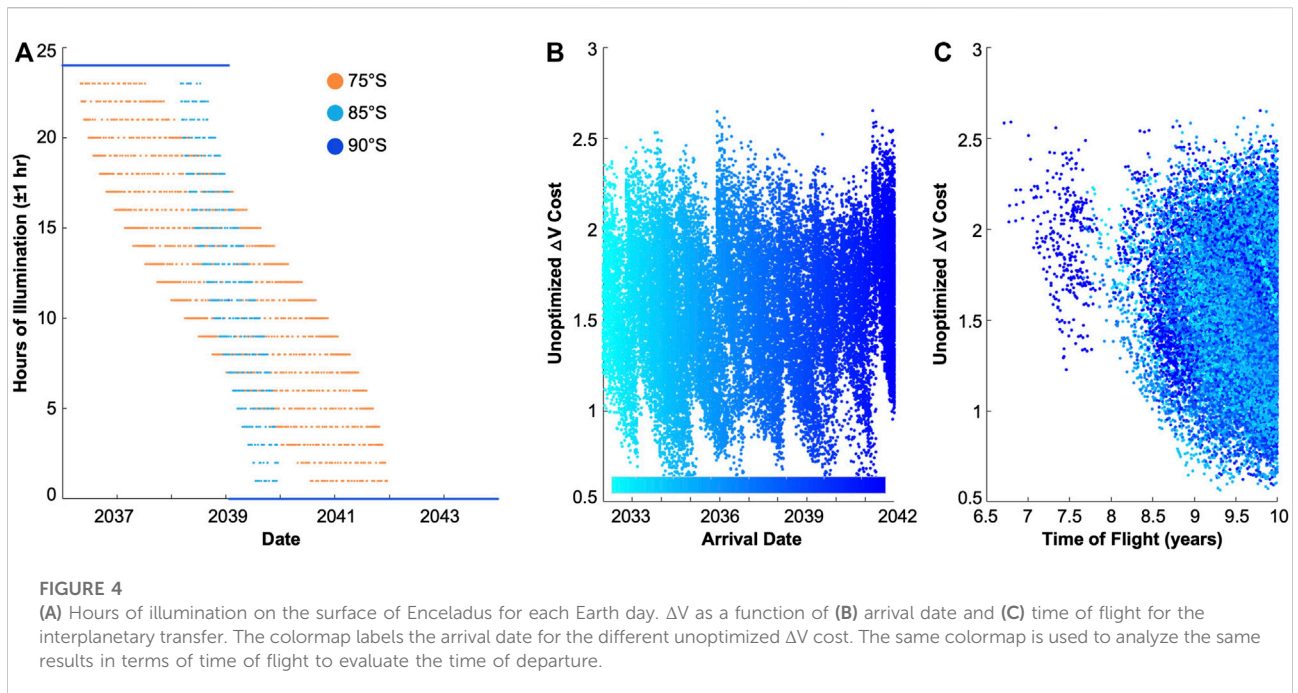 A
25
20
15
10
5
0
Hours of Illumination (±1 hr)
2037
2039
2041
2043
Date
75°S
85°S
90°S
B
3
2.5
2
1.5
1
0.5
Unoptimized ΔV Cost
2033
2036
2039
2042
Arrival Date
C
3
2.5
2
1.5
1
0.5
Unoptimized ΔV Cost
6.5
7
7.5
8
8.5
9
9.5
10
Time of Flight (years)
FIGURE 4
(A) Hours of illumination on the surface of Enceladus for each Earth day. ΔV as a function of (B) arrival date and (C) time of flight for the
interplanetary transfer. The colormap labels the arrival date for the different unoptimized ΔV cost. The same colormap is used to analyze the same
results in terms of time of flight to evaluate the time of departure.